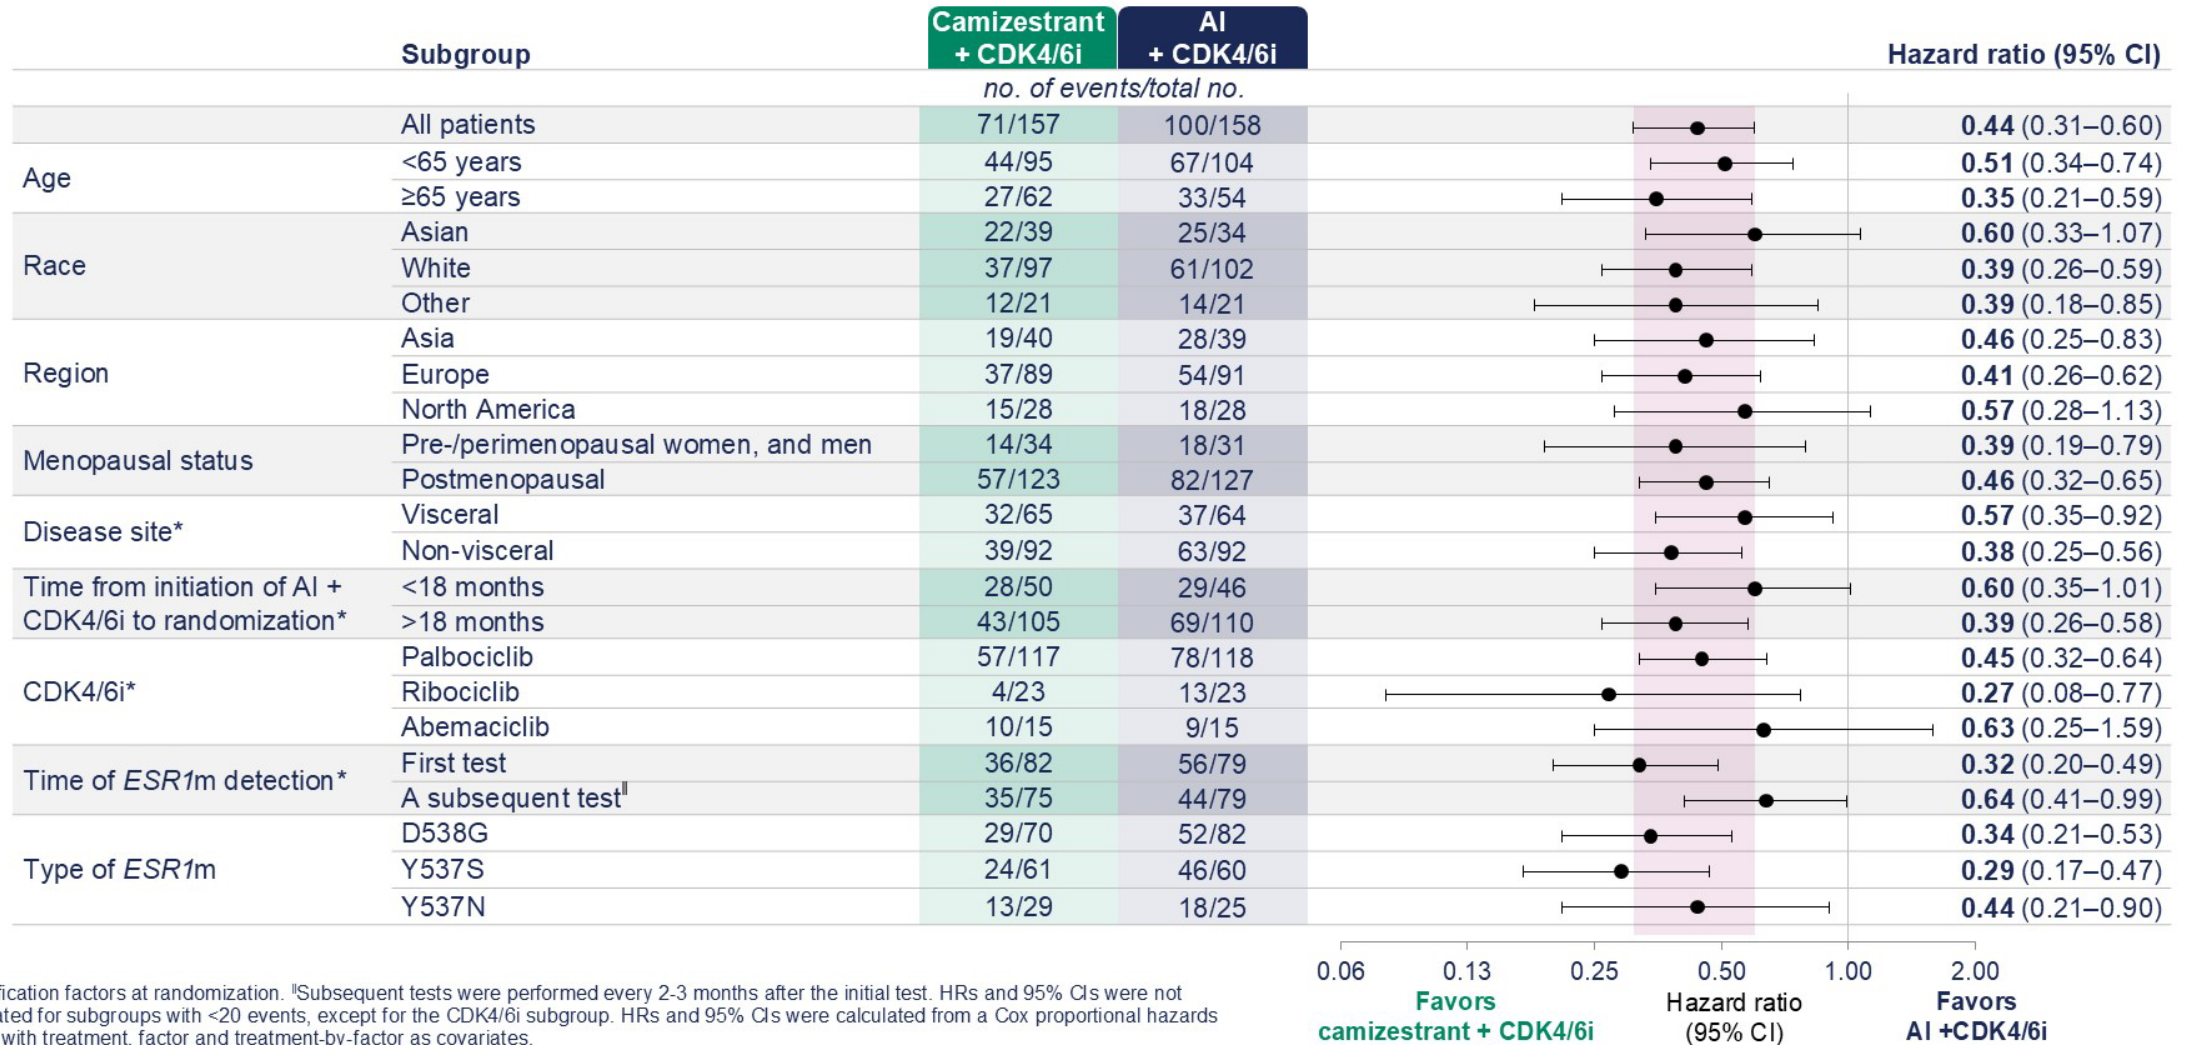 Subgroup Camizestrant + CDK4/6i AI + CDK4/6i Hazard ratio (95% CI)
no. of events/total no.
All patients 71/157 100/158 0.44 (0.31–0.60)
Age
<65 years 44/95 67/104 0.51 (0.34–0.74)
≥65 years 27/62 33/54 0.35 (0.21–0.59)
Race
Asian 22/39 25/34 0.60 (0.33–1.07)
White 37/97 61/102 0.39 (0.26–0.59)
Other 12/21 14/21 0.39 (0.18–0.85)
Region
Asia 19/40 28/39 0.46 (0.25–0.83)
Europe 37/89 54/91 0.41 (0.26–0.62)
North America 15/28 18/28 0.57 (0.28–1.13)
Menopausal status
Pre-/perimenopausal women, and men 14/34 18/31 0.39 (0.19–0.79)
Postmenopausal 57/123 82/127 0.46 (0.32–0.65)
Disease site*
Visceral 32/65 37/64 0.57 (0.35–0.92)
Non-visceral 39/92 63/92 0.38 (0.25–0.56)
Time from initiation of AI +
CDK4/6i to randomization*
<18 months 28/50 29/46 0.60 (0.35–1.01)
>18 months 43/105 69/110 0.39 (0.26–0.58)
CDK4/6i*
Palbociclib 57/117 78/118 0.45 (0.32–0.64)
Ribociclib 4/23 13/23 0.27 (0.08–0.77)
Abemaciclib 10/15 9/15 0.63 (0.25–1.59)
Time of ESR1m detection*
First test 36/82 56/79 0.32 (0.20–0.49)
A subsequent test‖ 35/75 44/79 0.64 (0.41–0.99)
Type of ESR1m
D538G 29/70 52/82 0.34 (0.21–0.53)
Y537S 24/61 46/60 0.29 (0.17–0.47)
Y537N 13/29 18/25 0.44 (0.21–0.90)
0.06 0.13 0.25 0.50 1.00 2.00
Favors
camizestrant + CDK4/6i
Hazard ratio
(95% CI)
Favors
AI +CDK4/6i
fication factors at randomization. ‖Subsequent tests were performed every 2-3 months after the initial test. HRs and 95% CIs were not
ated for subgroups with <20 events, except for the CDK4/6i subgroup. HRs and 95% CIs were calculated from a Cox proportional hazards
with treatment, factor and treatment-by-factor as covariates.